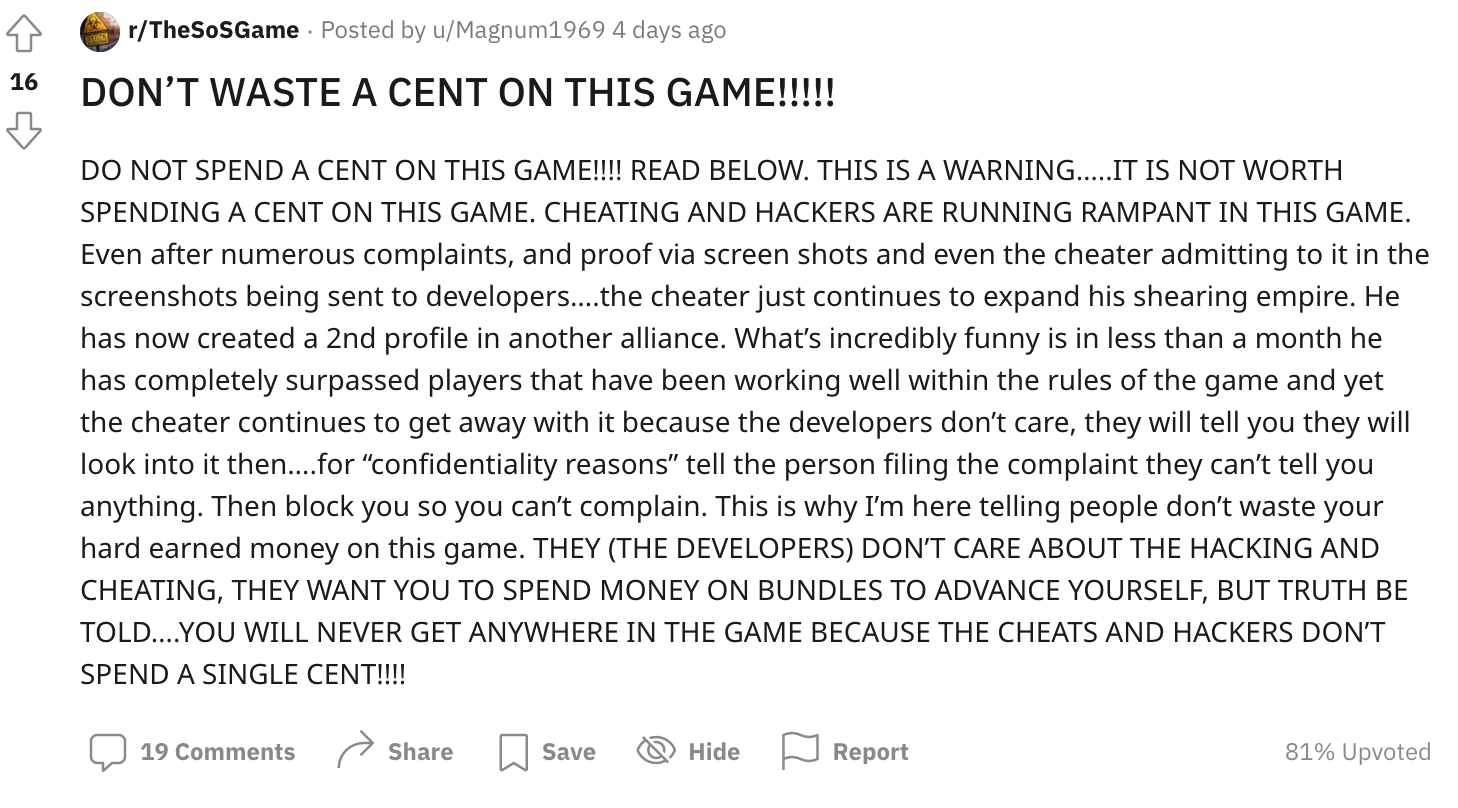 r/TheSoSGame · Posted by u/Magnum1969 4 days ago
16
DON’T WASTE A CENT ON THIS GAME!!!!!
DO NOT SPEND A CENT ON THIS GAME!!!! READ BELOW. THIS IS A WARNING.....IT IS NOT WORTH
SPENDING A CENT ON THIS GAME. CHEATING AND HACKERS ARE RUNNING RAMPANT IN THIS GAME.
Even after numerous complaints, and proof via screen shots and even the cheater admitting to it in the
screenshots being sent to developers....the cheater just continues to expand his shearing empire. He
has now created a 2nd profile in another alliance. What’s incredibly funny is in less than a month he
has completely surpassed players that have been working well within the rules of the game and yet
the cheater continues to get away with it because the developers don’t care, they will tell you they will
look into it then....for “confidentiality reasons” tell the person filing the complaint they can’t tell you
anything. Then block you so you can’t complain. This is why I’m here telling people don’t waste your
hard earned money on this game. THEY (THE DEVELOPERS) DON’T CARE ABOUT THE HACKING AND
CHEATING, THEY WANT YOU TO SPEND MONEY ON BUNDLES TO ADVANCE YOURSELF, BUT TRUTH BE
TOLD....YOU WILL NEVER GET ANYWHERE IN THE GAME BECAUSE THE CHEATS AND HACKERS DON’T
SPEND A SINGLE CENT!!!!
19 Comments Share Save Hide Report 81% Upvoted